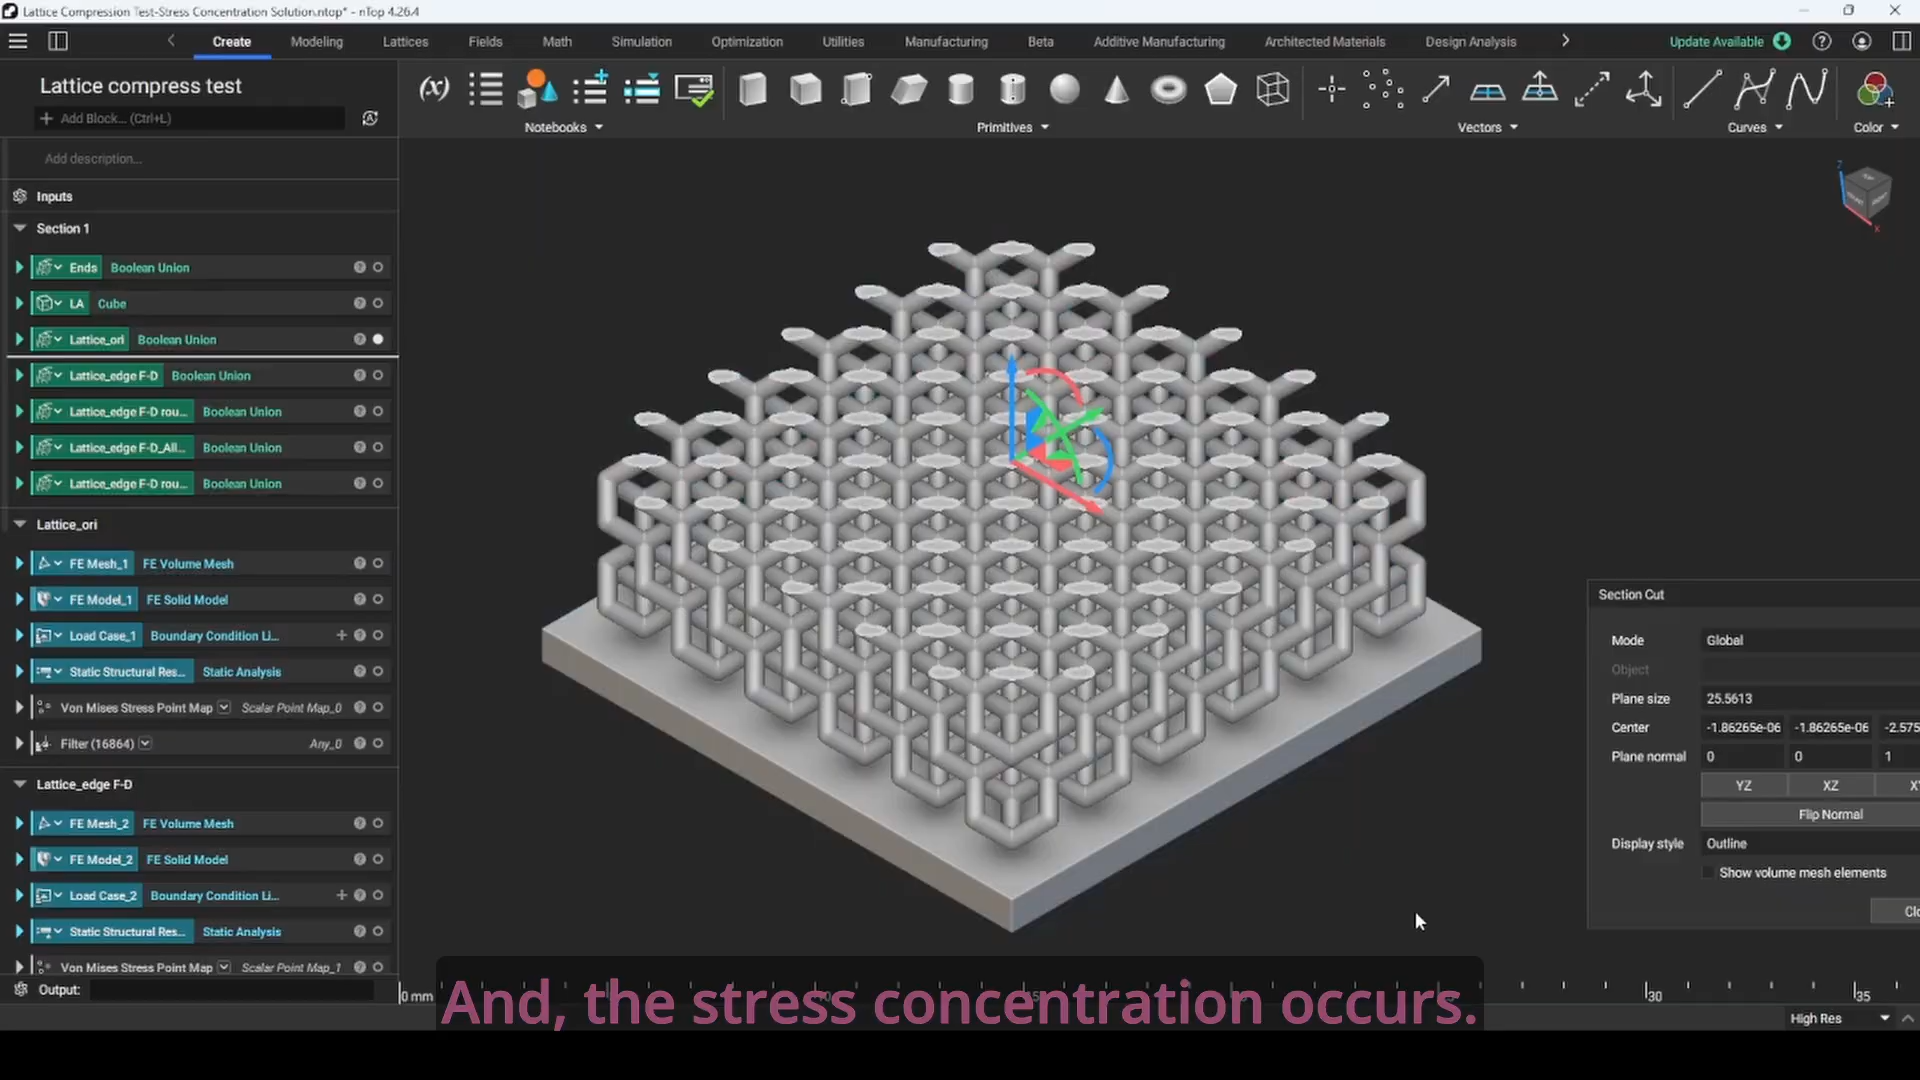 Lattice Compression Test-Stress Concentration Solution.ntop* - nTop 4.26.4
Create Modeling Lattices Fields Math Simulation Optimization Utilities Manufacturing Beta Additive Manufacturing Architected Materials Design Analysis Update Available
Lattice compress test
Add Block... (Ctrl+L)
Notebooks Primitives Vectors Curves Color
Add description...
Inputs
Section 1
Ends Boolean Union
LA Cube
Lattice_ori Boolean Union
Lattice_edge F-D Boolean Union
Lattice_edge F-D rou... Boolean Union
Lattice_edge F-D_All... Boolean Union
Lattice_edge F-D rou... Boolean Union
Lattice_ori
FE Mesh_1 FE Volume Mesh
FE Model_1 FE Solid Model
Load Case_1 Boundary Condition Li...
Static Structural Res... Static Analysis
Von Mises Stress Point Map Scalar Point Map_0
Filter (16864) Any_0
Lattice_edge F-D
FE Mesh_2 FE Volume Mesh
FE Model_2 FE Solid Model
Load Case_2 Boundary Condition Li...
Static Structural Res... Static Analysis
Von Mises Stress Point Map Scalar Point Map_1
Output:
Section Cut
Mode Global
Object
Plane size 25.5613
Center -1.86265e-06 -1.86265e-06 -2.575
Plane normal 0 0 1
YZ XZ
Flip Normal
Display style Outline
Show volume mesh elements
Clo
0 mm 30 35
And, the stress concentration occurs.
High Res